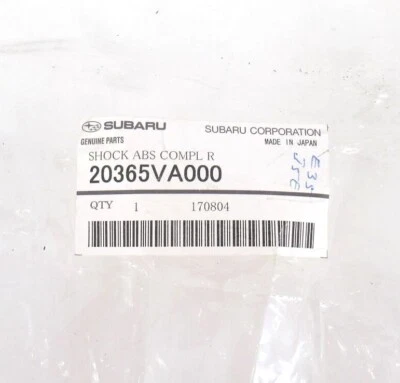 SUBARU SUBARU CORPORATION
GENUINE PARTS MADE IN JAPAN
SHOCK ABS COMPL R
20365VA000
QTY 1 170804